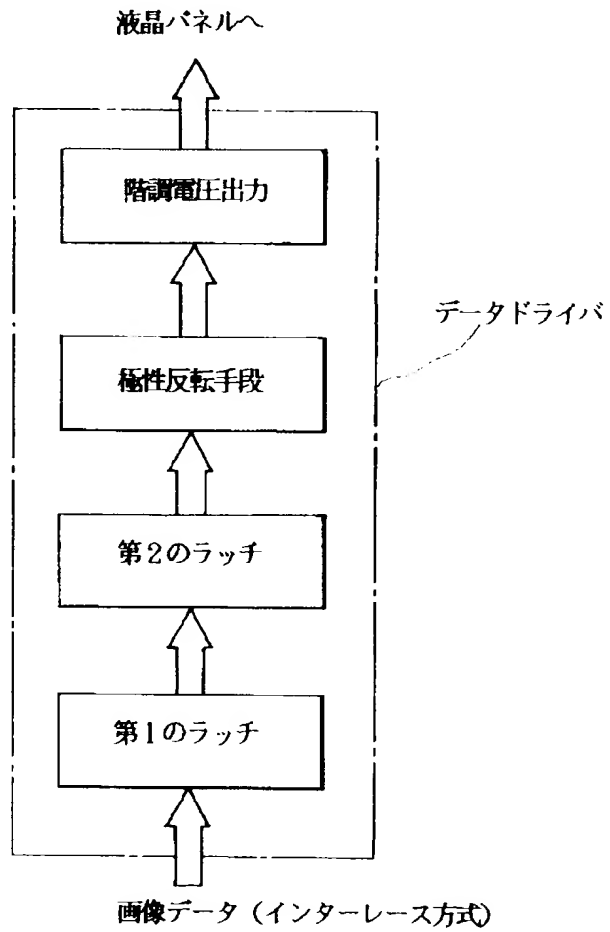 液晶パネルへ
階調電圧出力
データドライバ
極性反転手段
第2のラッチ
第1のラッチ
画像データ(インターレース方式)